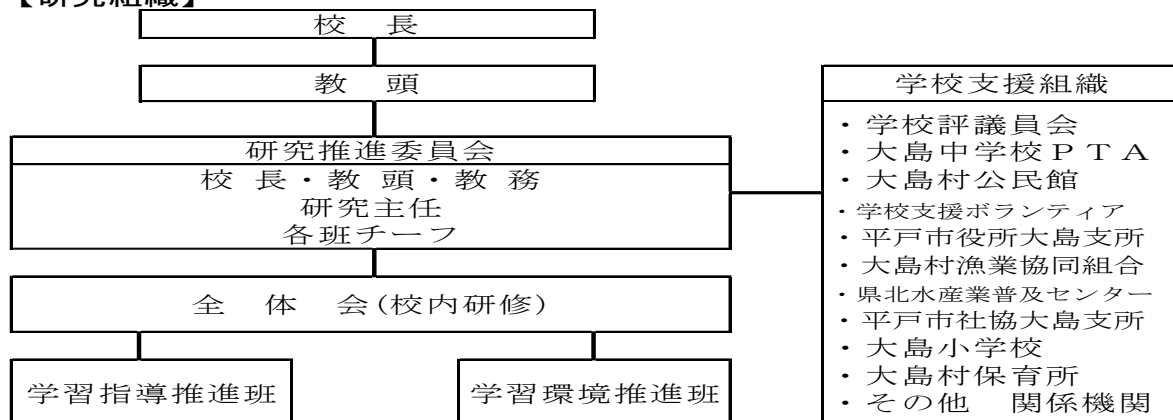 【研究組織】
校　長
教　頭
研究推進委員会
校 長・教 頭・教 務
研究主任
各班チーフ
全　体　会(校内研修)
学習指導推進班
学習環境推進班
学校支援組織
・学校評議員会
・大島中学校ＰＴＡ
・大島村公民館
・学校支援ボランティア
・平戸市役所大島支所
・大島村漁業協同組合
・県北水産業普及センター
・平戸市社協大島支所
・大島小学校
・大島村保育所
・その他　関係機関